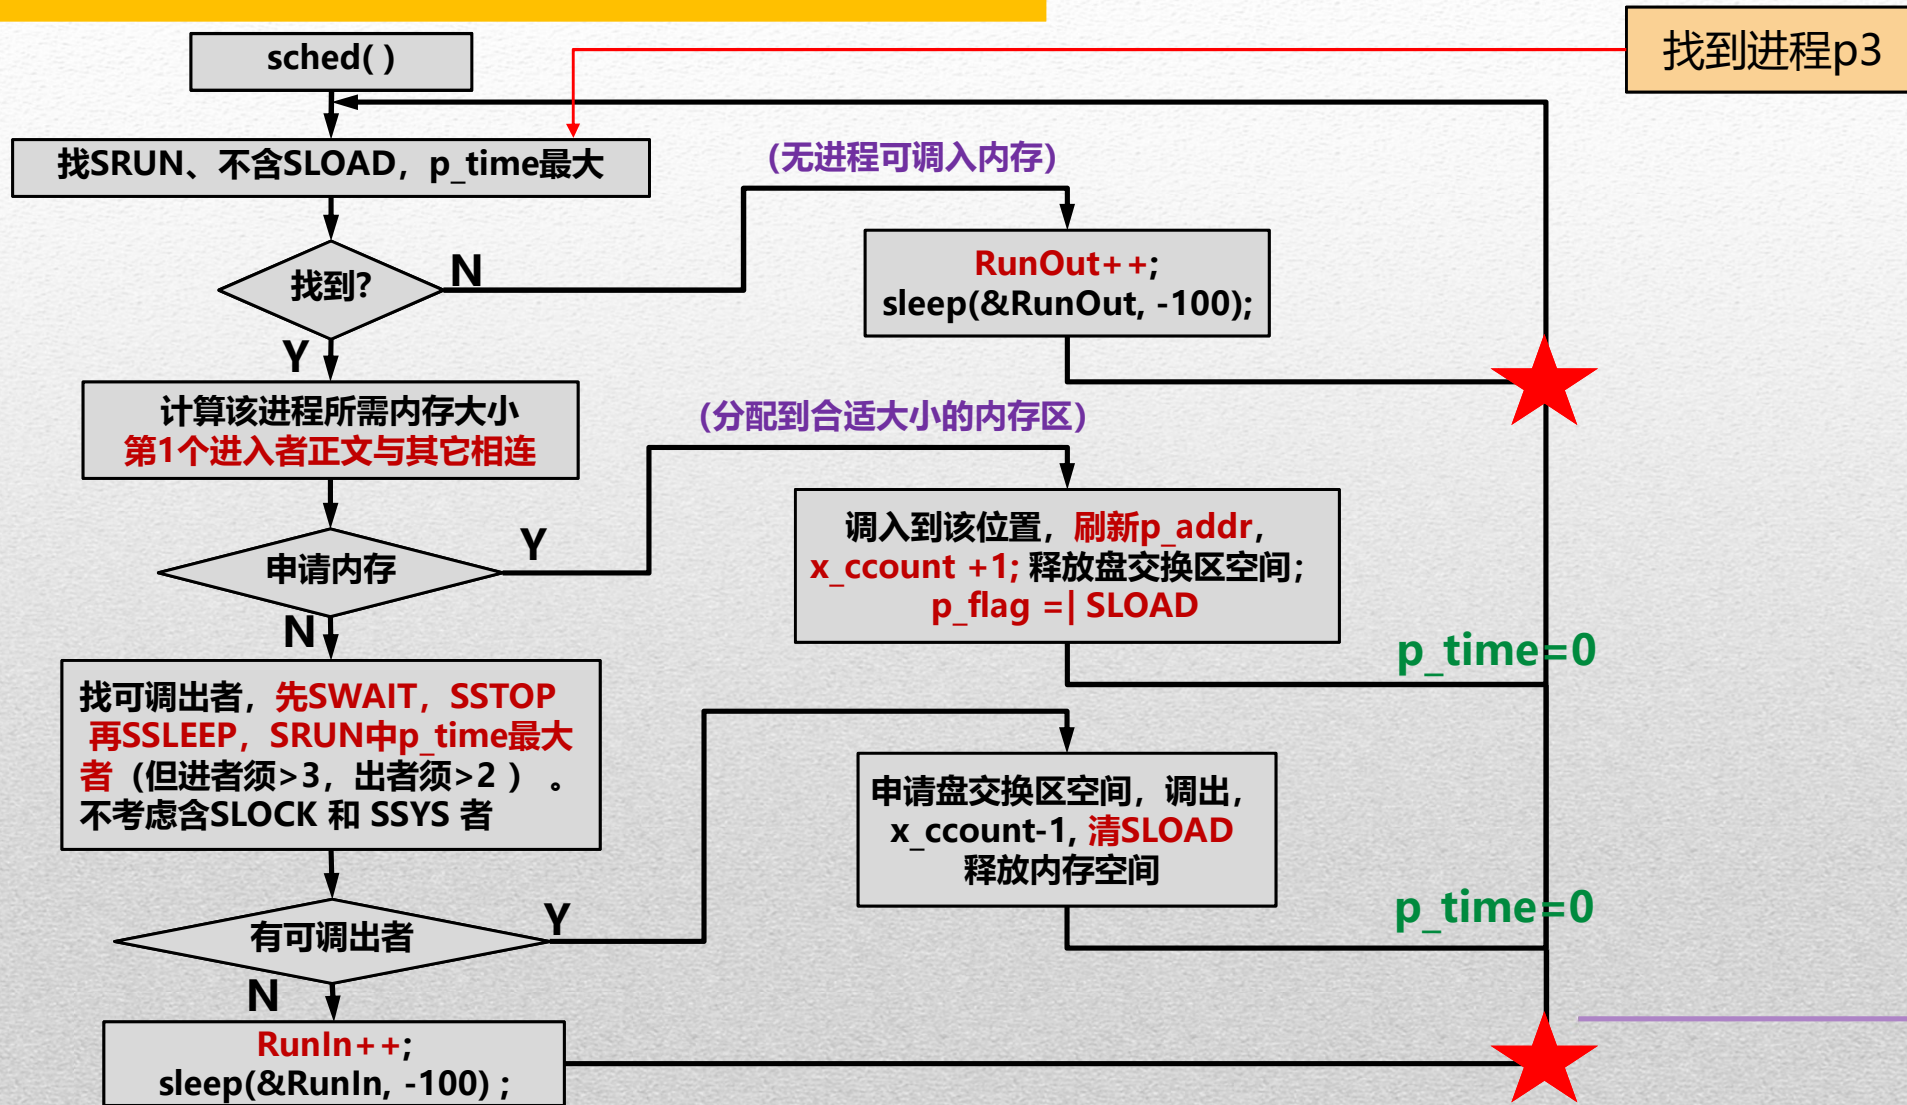 sched( )
找到进程p3
找SRUN、不含SLOAD，p_time最大
(无进程可调入内存)
找到?
N
RunOut++;
sleep(&RunOut, -100);
Y
计算该进程所需内存大小
第1个进入者正文与其它相连
(分配到合适大小的内存区)
申请内存
Y
调入到该位置，刷新p_addr,
x_ccount +1; 释放盘交换区空间；
p_flag =| SLOAD
N
p_time=0
找可调出者，先SWAIT，SSTOP
再SSLEEP，SRUN中p_time最大
者（但进者须>3，出者须>2 ） 。
不考虑含SLOCK 和 SSYS 者
申请盘交换区空间，调出，
x_ccount-1, 清SLOAD
释放内存空间
p_time=0
有可调出者
Y
N
RunIn++;
sleep(&RunIn, -100) ;